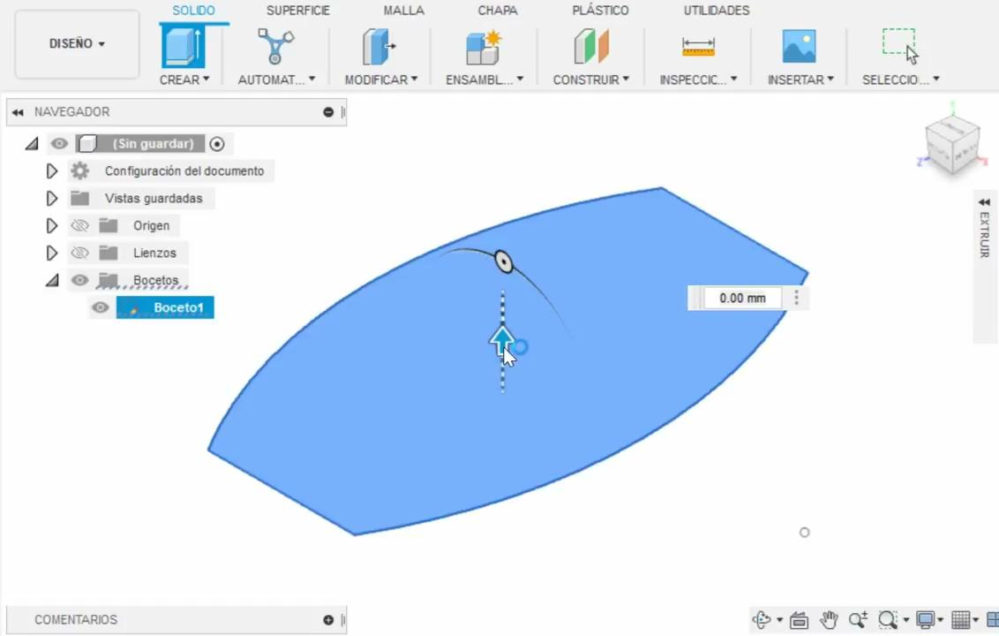 SOLIDO SUPERFICIE MALLA CHAPA PLÁSTICO UTILIDADES
DISEÑO
CREAR AUTOMAT... MODIFICAR ENSAMBL... CONSTRUIR INSPECCIC... INSERTAR SELECCIO...
NAVEGADOR
(Sin guardar)
Configuración del documento
Vistas guardadas
Origen
Lienzos
Bocetos
Boceto1
Z
X
EXTRUIR
0.00 mm
COMENTARIOS